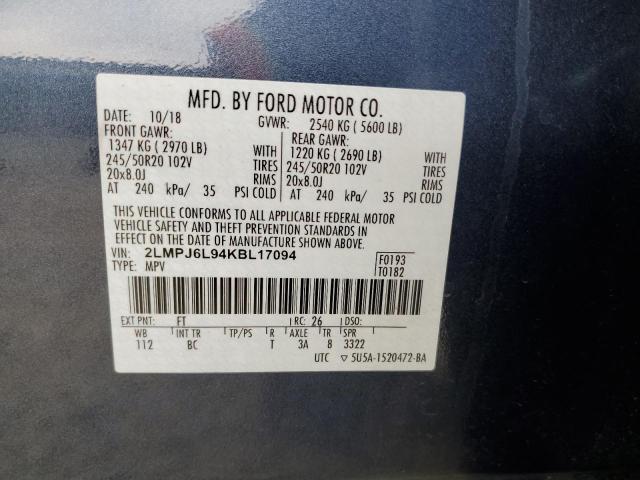 MFD. BY FORD MOTOR CO.
DATE: 10/18 GVWR: 2540 KG (5600 LB)
FRONT GAWR: REAR GAWR:
1347 KG (2970 LB) 1220 KG (2690 LB)
245/50R20 102V TIRES 245/50R20 102V TIRES
20x8.0J RIMS 20x8.0J RIMS
AT 240 kPa/ 35 PSI COLD AT 240 kPa/ 35 PSI COLD
THIS VEHICLE CONFORMS TO ALL APPLICABLE FEDERAL MOTOR
VEHICLE SAFETY AND THEFT PREVENTION STANDARDS IN
EFFECT ON THE DATE OF MANUFACTURE SHOWN ABOVE.
VIN: 2LMPJ6L94KBL17094 F0193
TYPE: MPV T0182
EXT PNT: FT RC: 26 DSO:
WB INT TR TP/PS R AXLE TR SPR
112 BC T 3A 8 3322
UTC ▽ 5U5A-1520472-BA